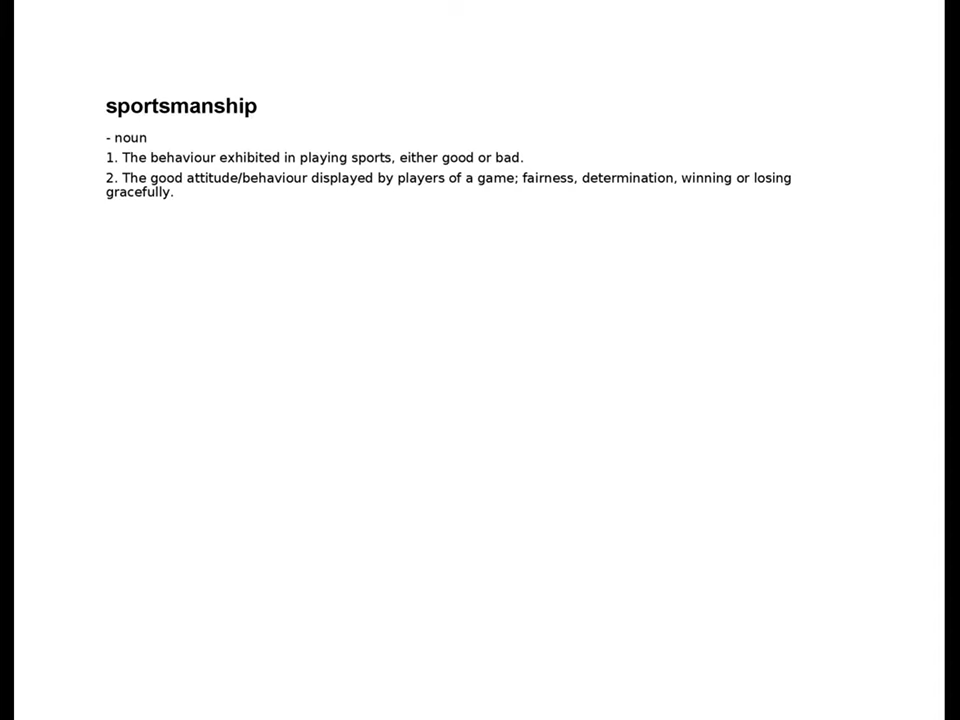 sportsmanship
- noun
1. The behaviour exhibited in playing sports, either good or bad.
2. The good attitude/behaviour displayed by players of a game; fairness, determination, winning or losing
gracefully.